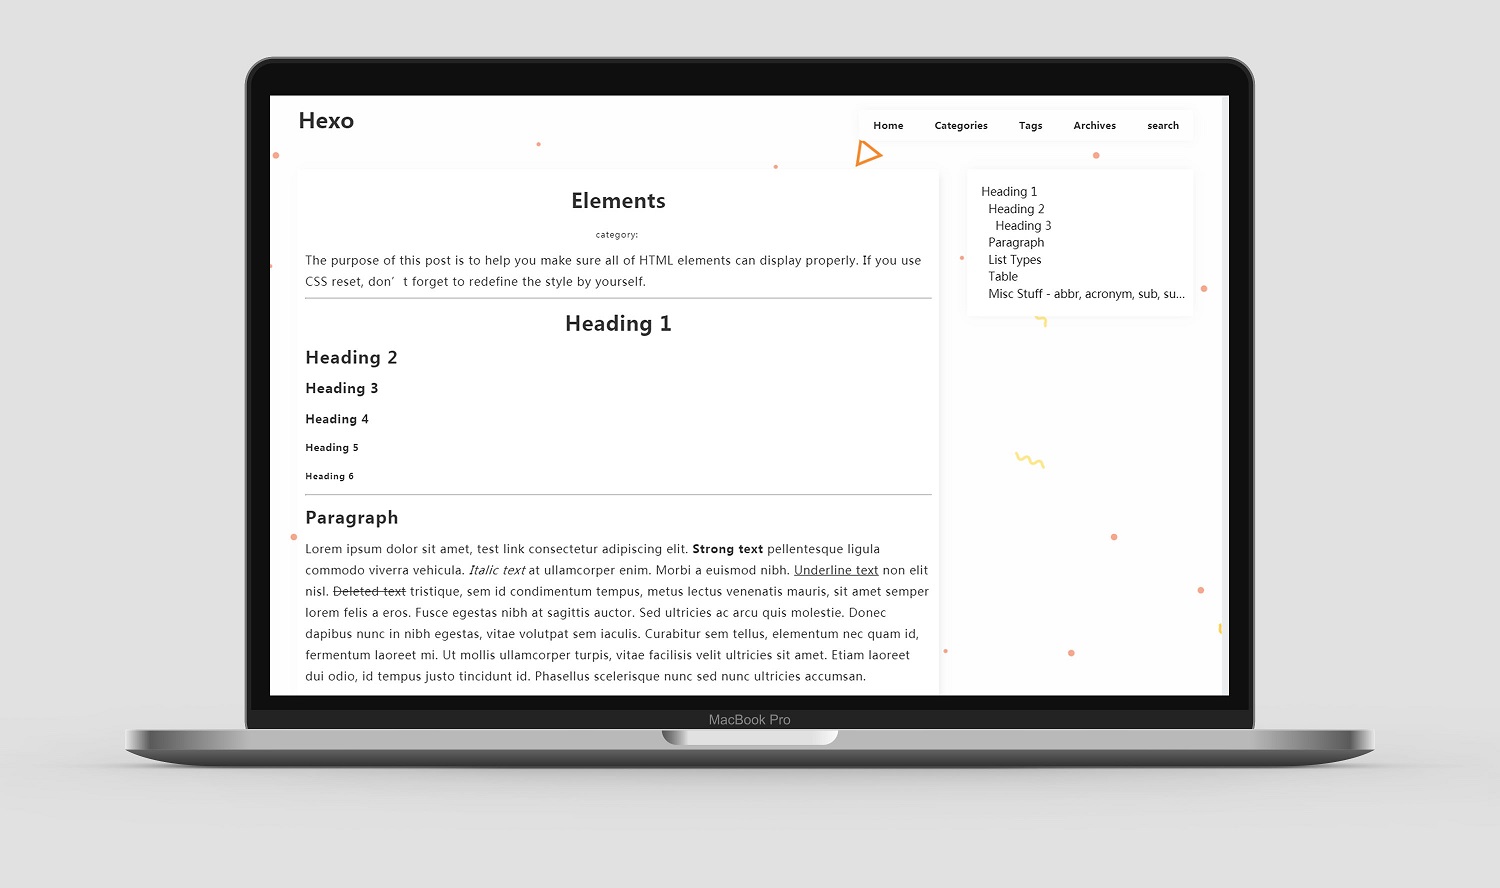 Hexo
Home Categories Tags Archives search
Elements
category:
The purpose of this post is to help you make sure all of HTML elements can display properly. If you use
CSS reset, don’t forget to redefine the style by yourself.
Heading 1
Heading 2
Heading 3
Heading 4
Heading 5
Heading 6
Paragraph
Lorem ipsum dolor sit amet, test link consectetur adipiscing elit. Strong text pellentesque ligula
commodo viverra vehicula. Italic text at ullamcorper enim. Morbi a euismod nibh. Underline text non elit
nisl. Deleted text tristique, sem id condimentum tempus, metus lectus venenatis mauris, sit amet semper
lorem felis a eros. Fusce egestas nibh at sagittis auctor. Sed ultricies ac arcu quis molestie. Donec
dapibus nunc in nibh egestas, vitae volutpat sem iaculis. Curabitur sem tellus, elementum nec quam id,
fermentum laoreet mi. Ut mollis ullamcorper turpis, vitae facilisis velit ultricies sit amet. Etiam laoreet
dui odio, id tempus justo tincidunt id. Phasellus scelerisque nunc sed nunc ultricies accumsan.
Heading 1
Heading 2
Heading 3
Paragraph
List Types
Table
Misc Stuff - abbr, acronym, sub, su...
MacBook Pro